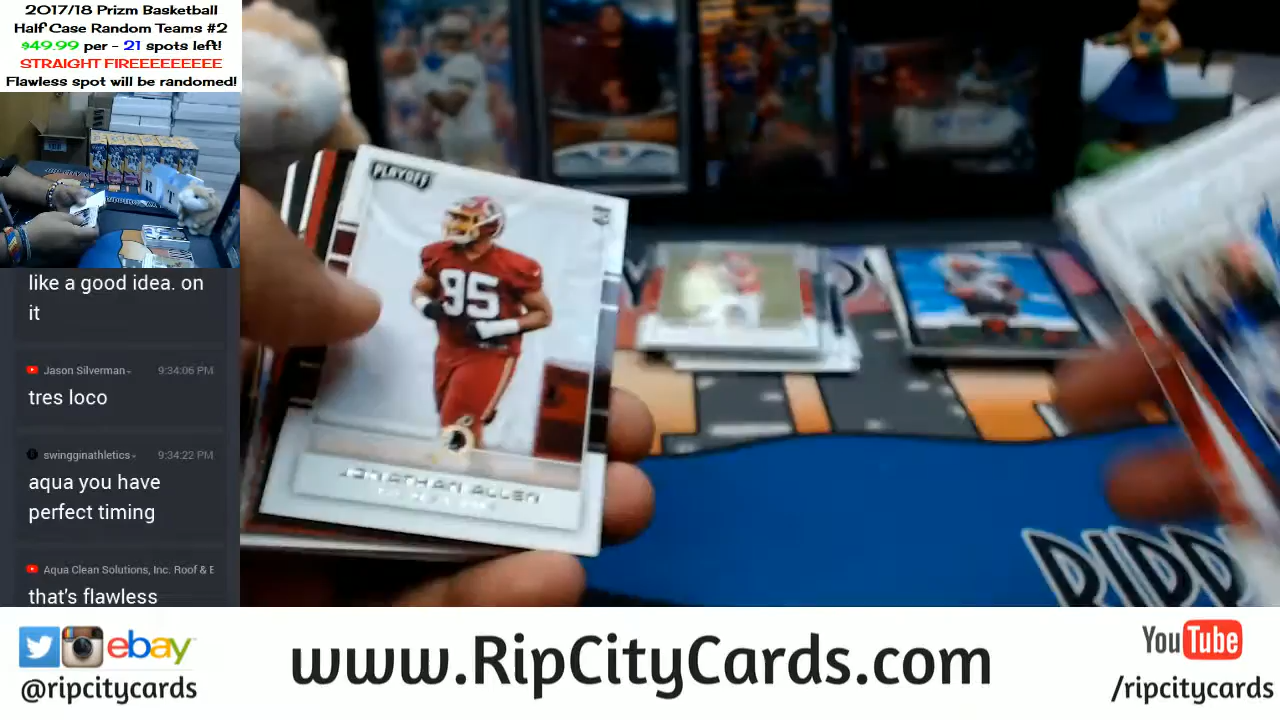 2017/18 Prizm Basketball
Half Case Random Teams #2
$49.99 per - 21 spots left!
STRAIGHT FIREEEEEEEEE
Flawless spot will be randomed!
like a good idea. on
it
Jason Silverman
9:34:06 PM
tres loco
swingginathletics
9:34:22 PM
aqua you have
perfect timing
Aqua Clean Solutions, Inc. Roof & E
that's flawless
PLAYOFF
95
JONATHAN ALLEN
RIPP
ebay
@ripcitycards
www.RipCityCards.com
YouTube
/ripcitycards